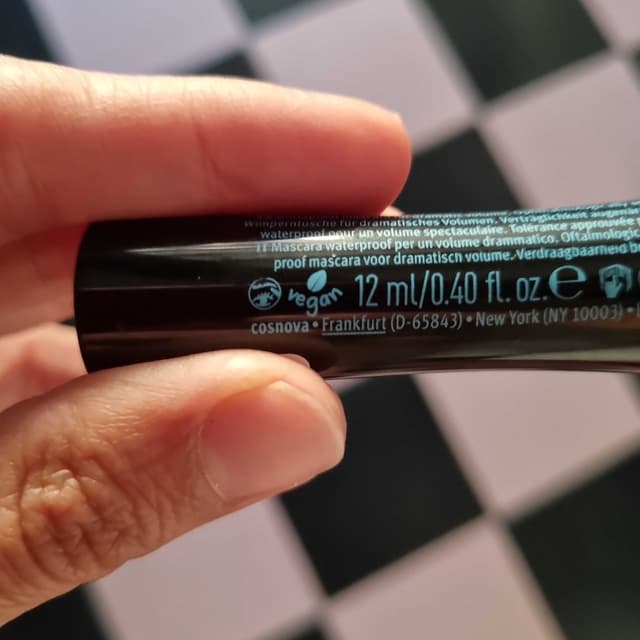 Wimperntusche für dramatisches Volumen. Verträglichkeit
waterproof pour un volume spectaculaire. Tolérance approuvée
IT Mascara waterproof per un volume drammatico. Oftalmologic
proof mascara voor dramatisch volume. Verdraagbaarheid
vegan 12 ml/0.40 fl. oz. e
cosnova • Frankfurt (D-65843) • New York (NY 10003) •